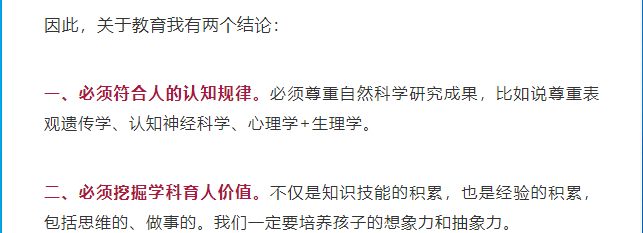 因此，关于教育我有两个结论：
一、必须符合人的认知规律。必须尊重自然科学研究成果，比如说尊重表
观遗传学、认知神经科学、心理学+生理学。
二、必须挖掘学科育人价值。不仅是知识技能的积累，也是经验的积累，
包括思维的、做事的。我们一定要培养孩子的想象力和抽象力。